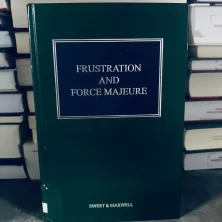 FRUSTRATION
AND
FORCE MAJEURE
SWEET & MAXWELL